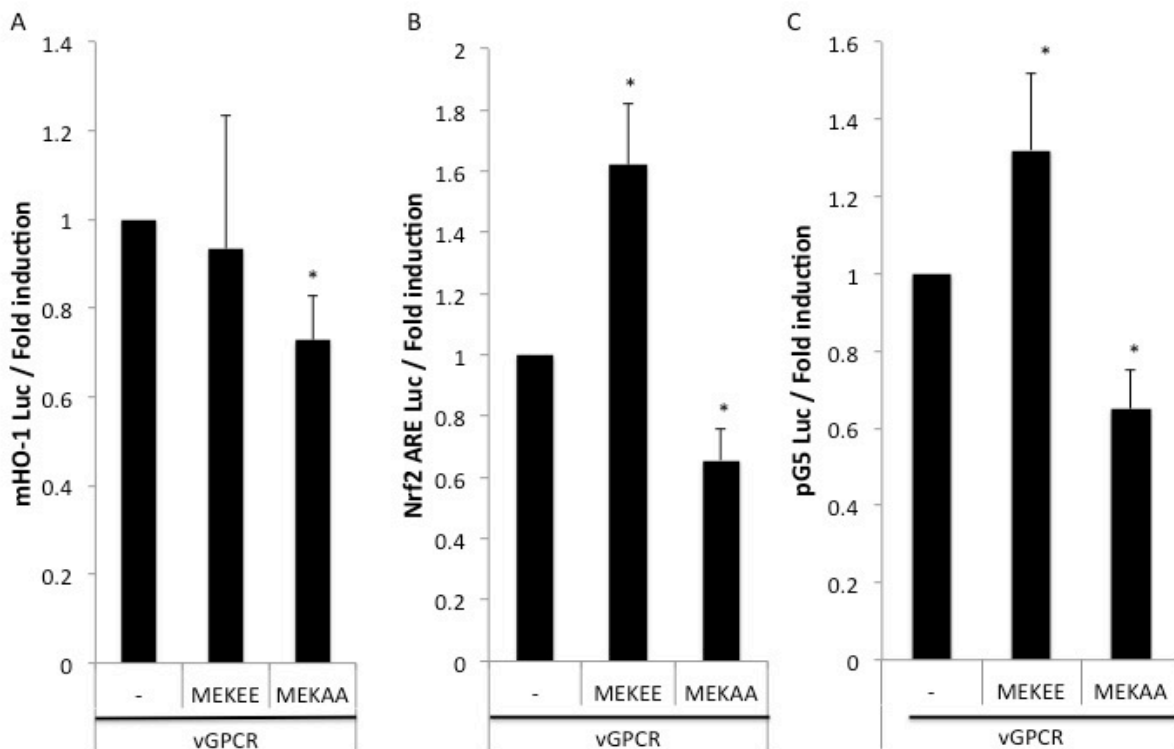 A
mHO-1 Luc / Fold induction
1.4
1.2
1
0.8
0.6
0.4
0.2
0
*
- MEKEE MEKAA
vGPCR
B
Nrf2 ARE Luc / Fold induction
2
1.8
1.6
1.4
1.2
1
0.8
0.6
0.4
0.2
0
*
*
- MEKEE MEKAA
vGPCR
C
pG5 Luc / Fold induction
1.6
1.4
1.2
1
0.8
0.6
0.4
0.2
0
*
*
- MEKEE MEKAA
vGPCR